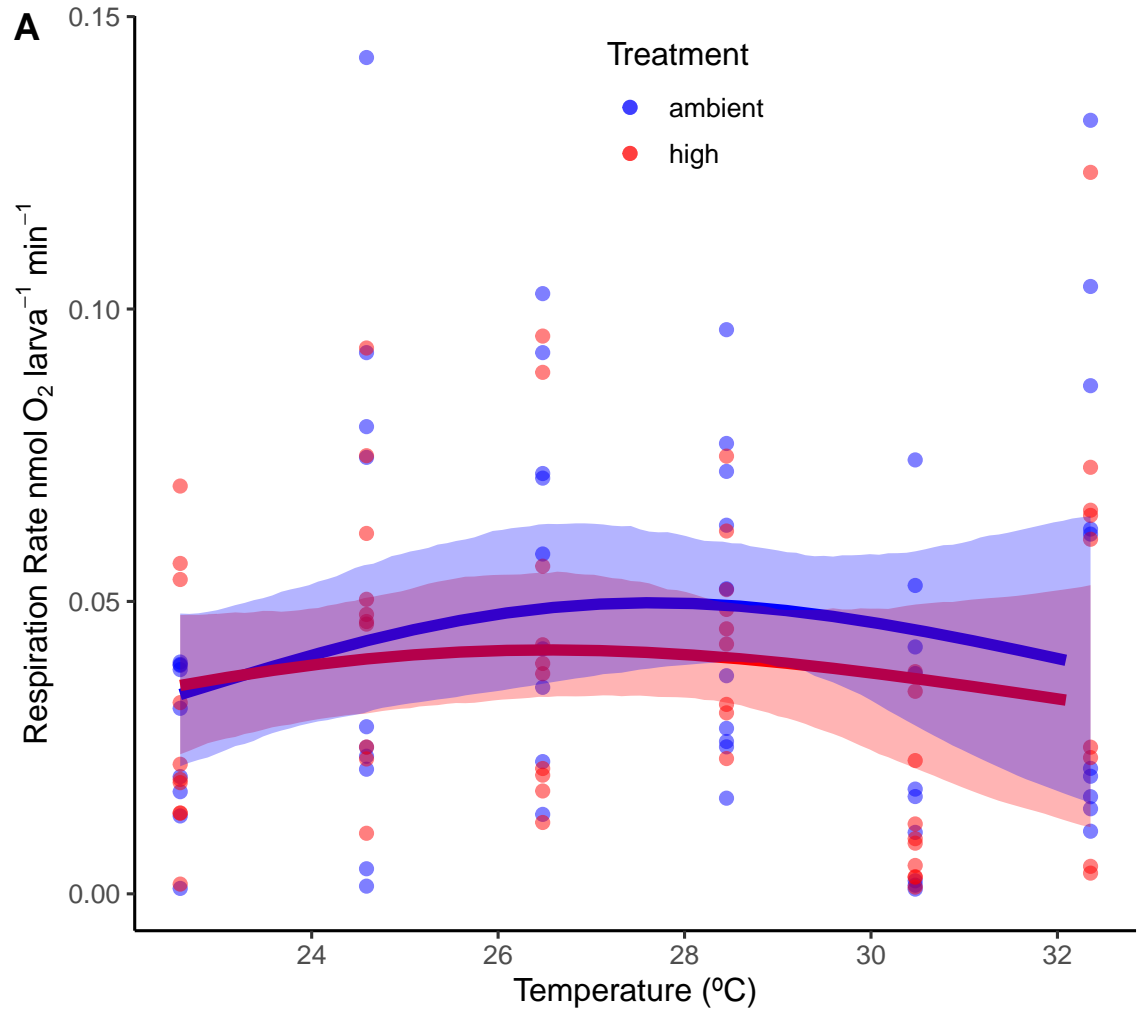 A
Treatment
ambient
high
Respiration Rate nmol O₂ larva⁻¹ min⁻¹
0.15
0.10
0.05
0.00
24 26 28 30 32
Temperature (ºC)